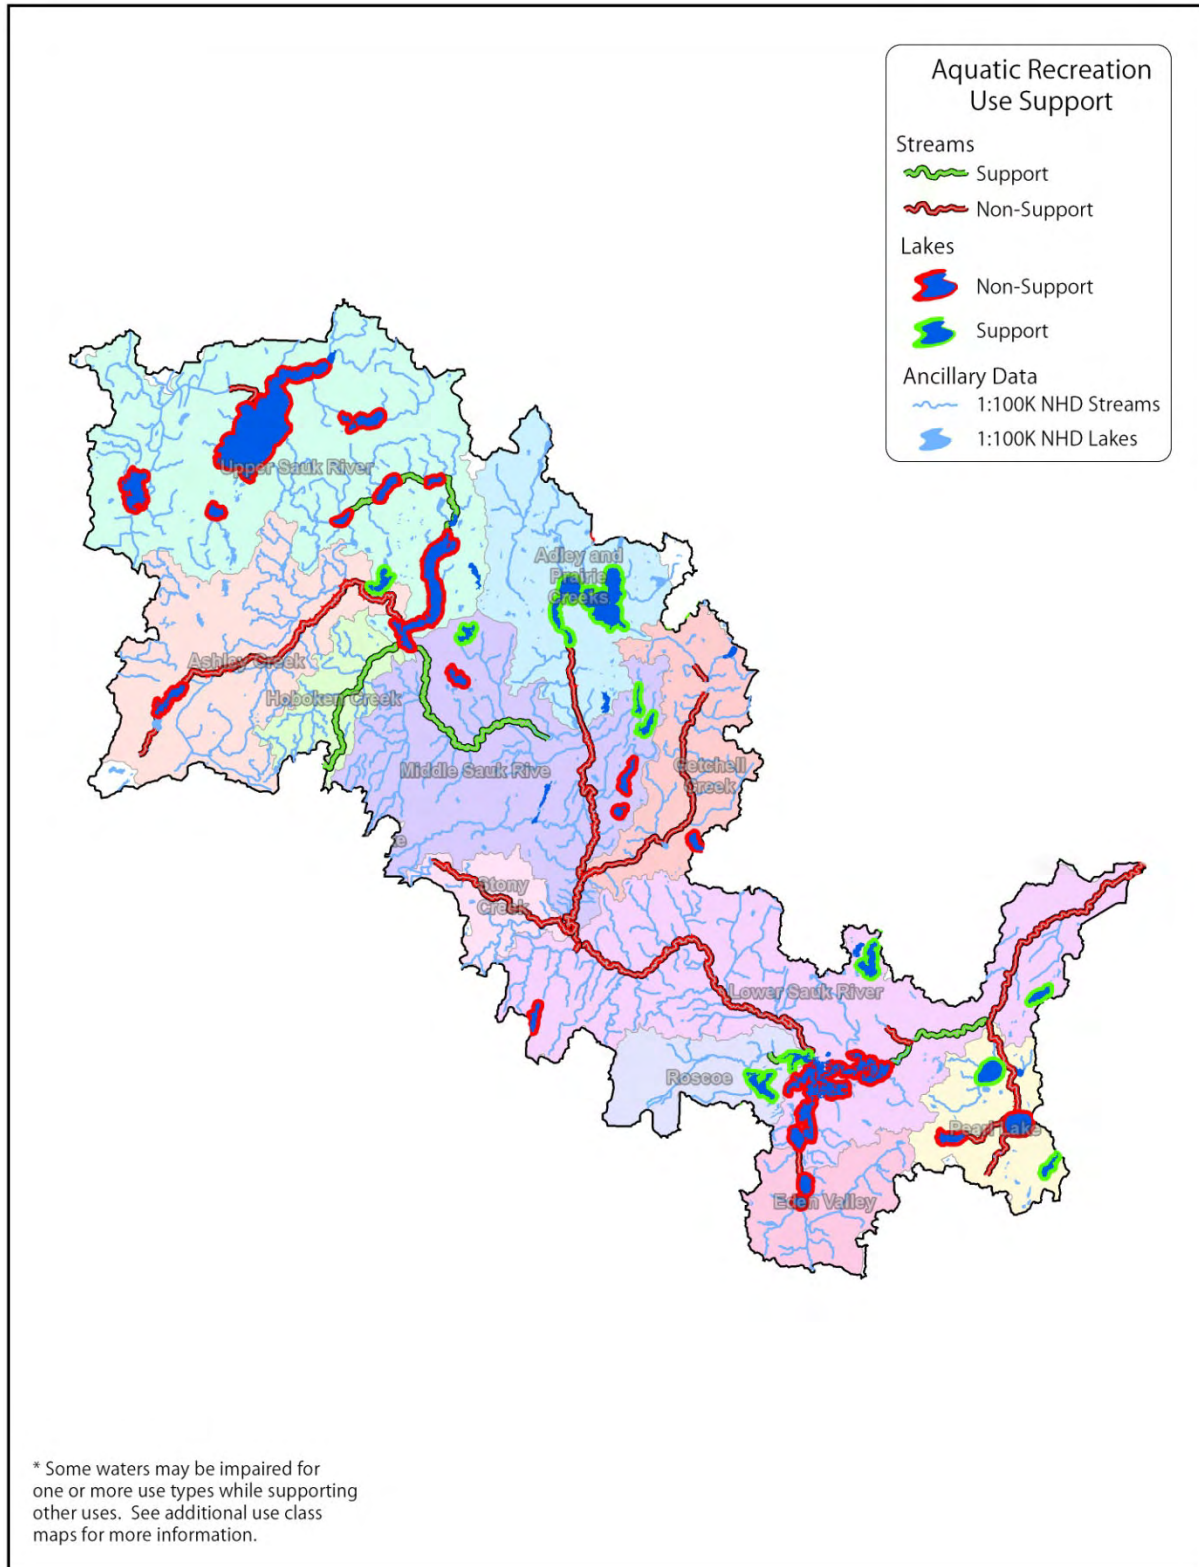 Aquatic Recreation
Use Support
Streams
Support
Non-Support
Lakes
Non-Support
Support
Ancillary Data
1:100K NHD Streams
1:100K NHD Lakes
Upper Sauk River
Adley and
Prairie
Creeks
Ashley Creek
Hoboken Creek
Middle Sauk Rive
Getchell
Creek
Stony
Creek
Lower Sauk River
Roscoe
Pearl Lake
Eden Valley
* Some waters may be impaired for
one or more use types while supporting
other uses. See additional use class
maps for more information.